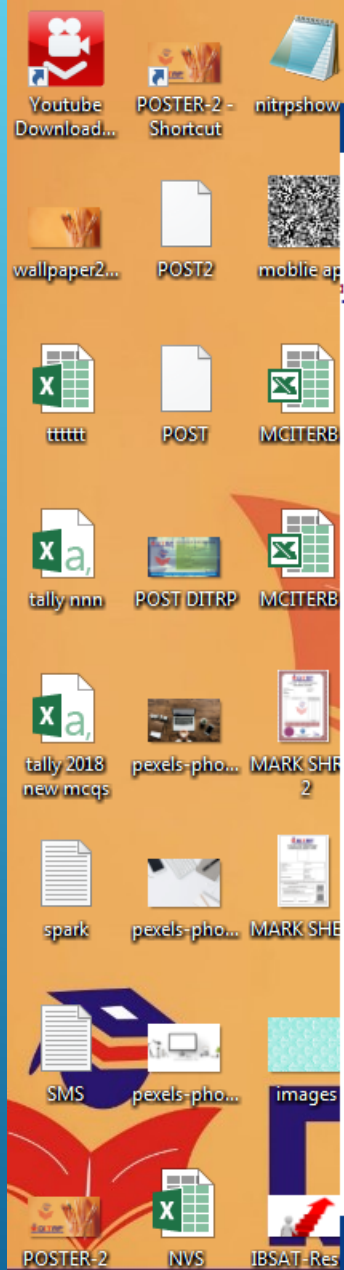 Youtube Download...
POSTER-2 - Shortcut
nitrpshow
wallpaper2...
POST2
moblie ap
tttttt
POST
MCITERB
tally nnn
POST DITRP
MCITERB
tally 2018 new mcqs
pexels-pho...
MARK SHR 2
spark
pexels-pho...
MARK SHE
SMS
pexels-pho...
images
POSTER-2
NVS
IBSAT-Res